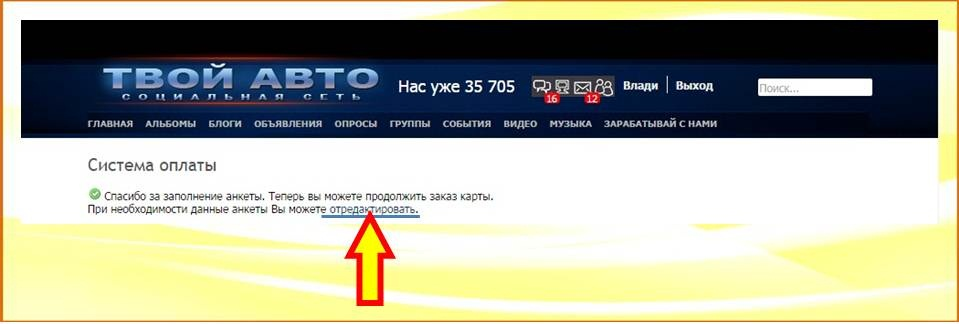 ТВОЙ АВТО
СОЦИАЛЬНАЯ СЕТЬ
Нас уже 35 705
16
12
Влади
Выход
Поиск...
ГЛАВНАЯ АЛЬБОМЫ БЛОГИ ОБЪЯВЛЕНИЯ ОПРОСЫ ГРУППЫ СОБЫТИЯ ВИДЕО МУЗЫКА ЗАРАБАТЫВАЙ С НАМИ
Система оплаты
Спасибо за заполнение анкеты. Теперь вы можете продолжить заказ карты.
При необходимости данные анкеты Вы можете отредактировать.